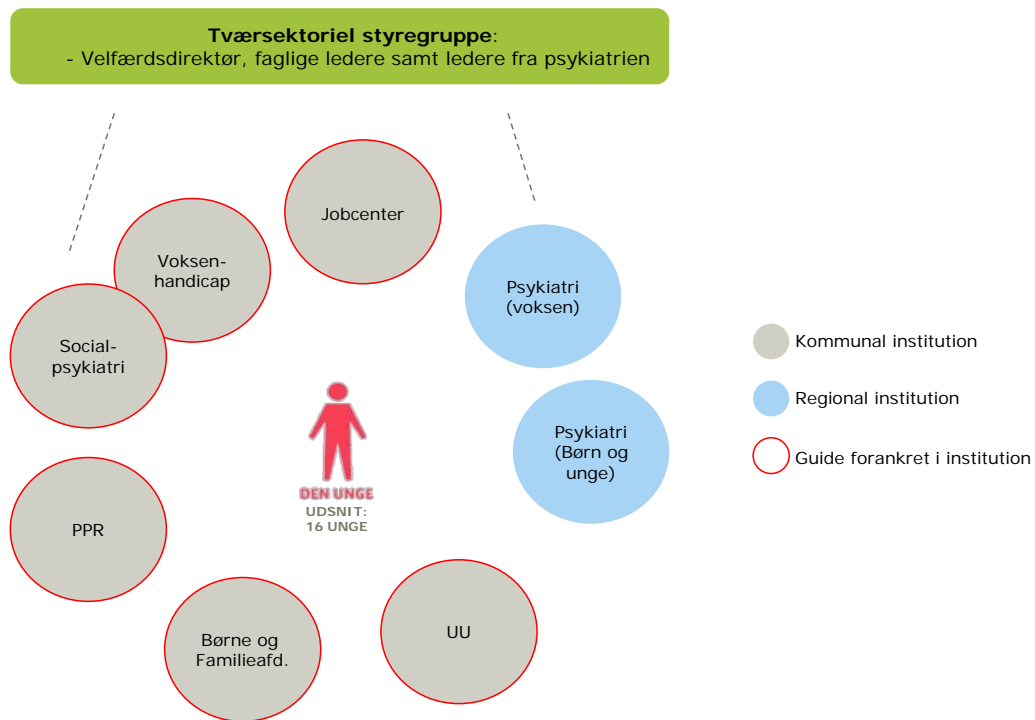 Tværsektoriel styregruppe:
- Velfærdsdirektør, faglige ledere samt ledere fra psykiatrien
Jobcenter
Voksen-
handicap
Psykiatri
(voksen)
Social-
psykiatri
Kommunal institution
Regional institution
Psykiatri
(Børn og
unge)
Guide forankret i institution
DEN UNGE
UDSNIT:
16 UNGE
PPR
Børne og
Familieafd.
UU